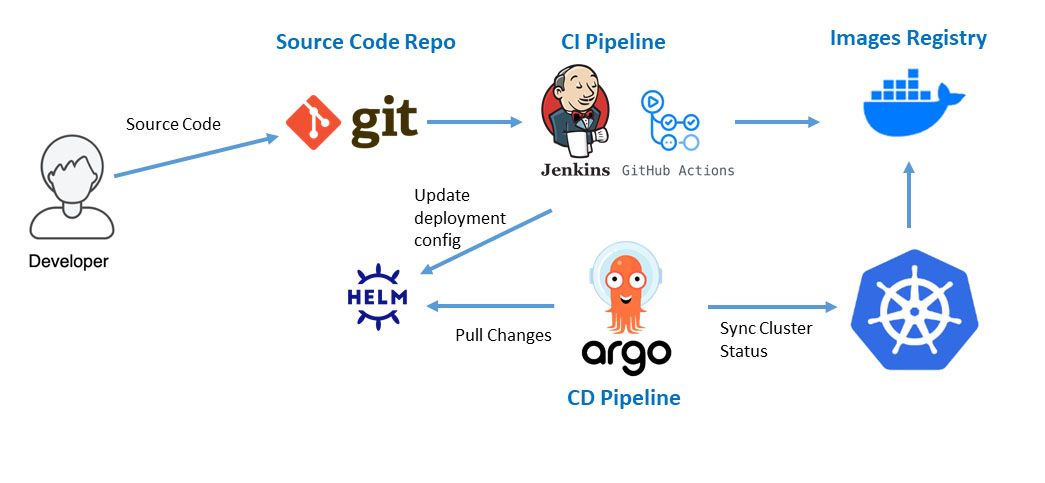 Source Code Repo
CI Pipeline
Images Registry
Source Code
git
Jenkins
GitHub Actions
Developer
Update
deployment
config
HELM
Pull Changes
argo
Sync Cluster
Status
CD Pipeline